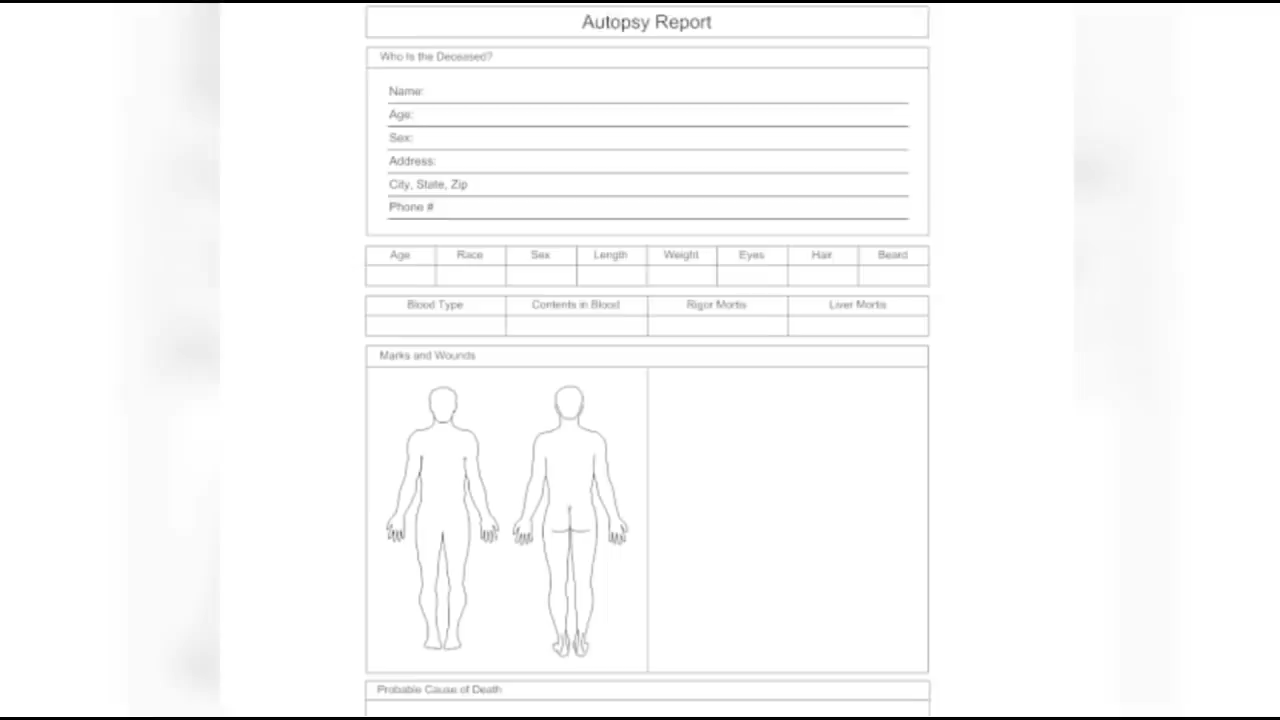 Autopsy Report
Who Is the Deceased?
Name:
Age:
Sex:
Address:
City, State, Zip
Phone #
Age Race Sex Length Weight Eyes Hair Beard
Blood Type Contents in Blood Rigor Mortis Liver Mortis
Marks and Wounds
Probable Cause of Death